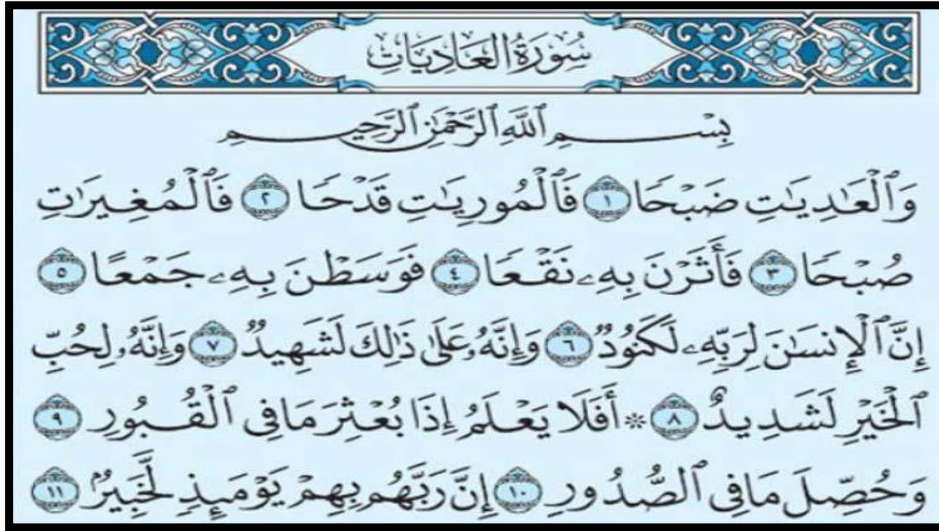 سُورَةُ العَادِيَاتِ
بِسْمِ ٱللَّهِ ٱلرَّحْمَٰنِ ٱلرَّحِيمِ
وَٱلْعَٰدِيَٰتِ ضَبْحًا ١ فَٱلْمُورِيَٰتِ قَدْحًا ٢ فَٱلْمُغِيرَٰتِ
صُبْحًا ٣ فَأَثَرْنَ بِهِۦ نَقْعًا ٤ فَوَسَطْنَ بِهِۦ جَمْعًا ٥
إِنَّ ٱلْإِنسَٰنَ لِرَبِّهِۦ لَكَنُودٌ ٦ وَإِنَّهُۥ عَلَىٰ ذَٰلِكَ لَشَهِيدٌ ٧ وَإِنَّهُۥ لِحُبِّ
ٱلْخَيْرِ لَشَدِيدٌ ٨ ۞ أَفَلَا يَعْلَمُ إِذَا بُعْثِرَ مَا فِى ٱلْقُبُورِ ٩
وَحُصِّلَ مَا فِى ٱلصُّدُورِ ١٠ إِنَّ رَبَّهُم بِهِمْ يَوْمَئِذٍ لَّخَبِيرٌۢ ١١